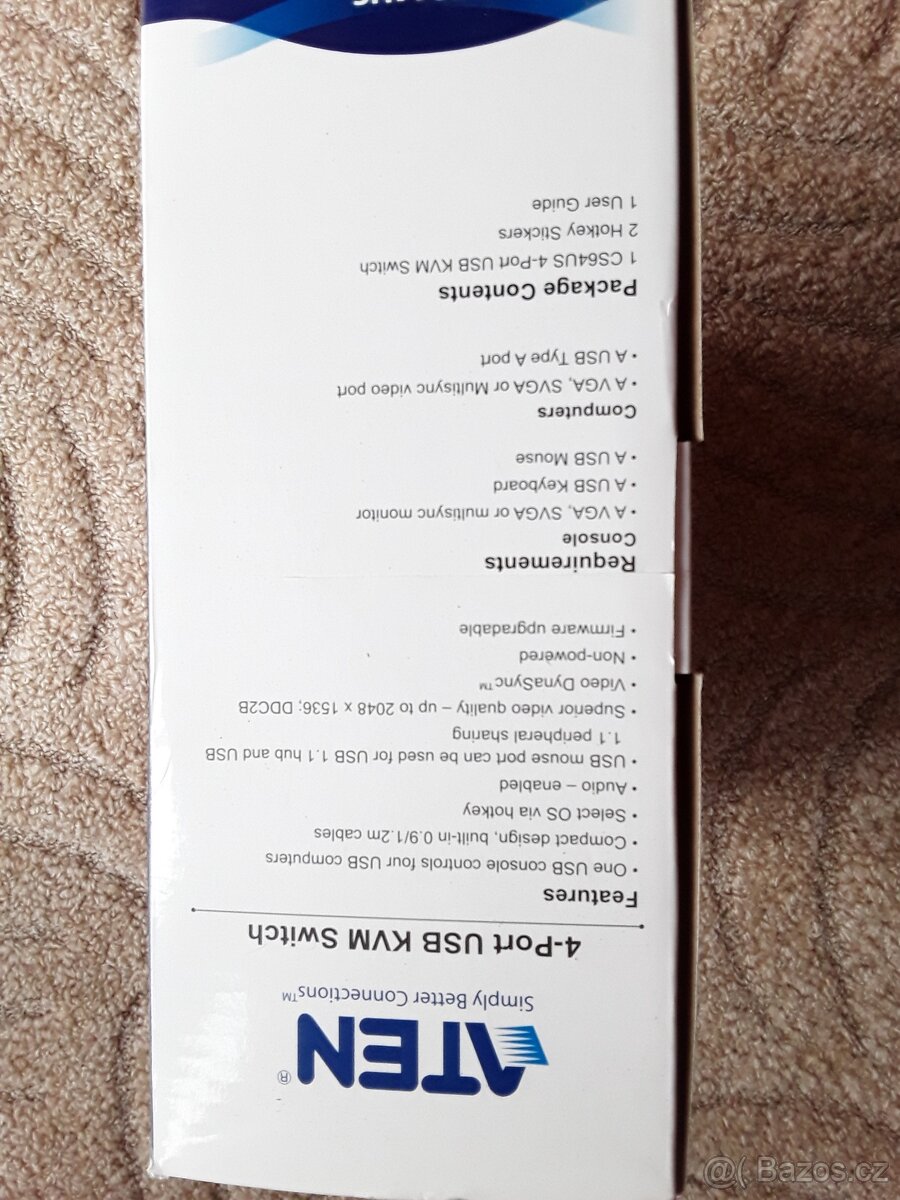 ATEN®
Simply Better Connections™
4-Port USB KVM Switch
Features
• One USB console controls four USB computers
• Compact design, built-in 0.9/1.2m cables
• Select OS via hotkey
• Audio – enabled
• USB mouse port can be used for USB 1.1 hub and USB
1.1 peripheral sharing
• Superior video quality – up to 2048 x 1536; DDC2B
• Video DynaSync™
• Non-powered
• Firmware upgradable
Requirements
Console
• A VGA, SVGA or multisync monitor
• A USB Keyboard
• A USB Mouse
Computers
• A VGA, SVGA or Multisync video port
• A USB Type A port
Package Contents
1 CS64US 4-Port USB KVM Switch
2 Hotkey Stickers
1 User Guide
@( Bazos.cz